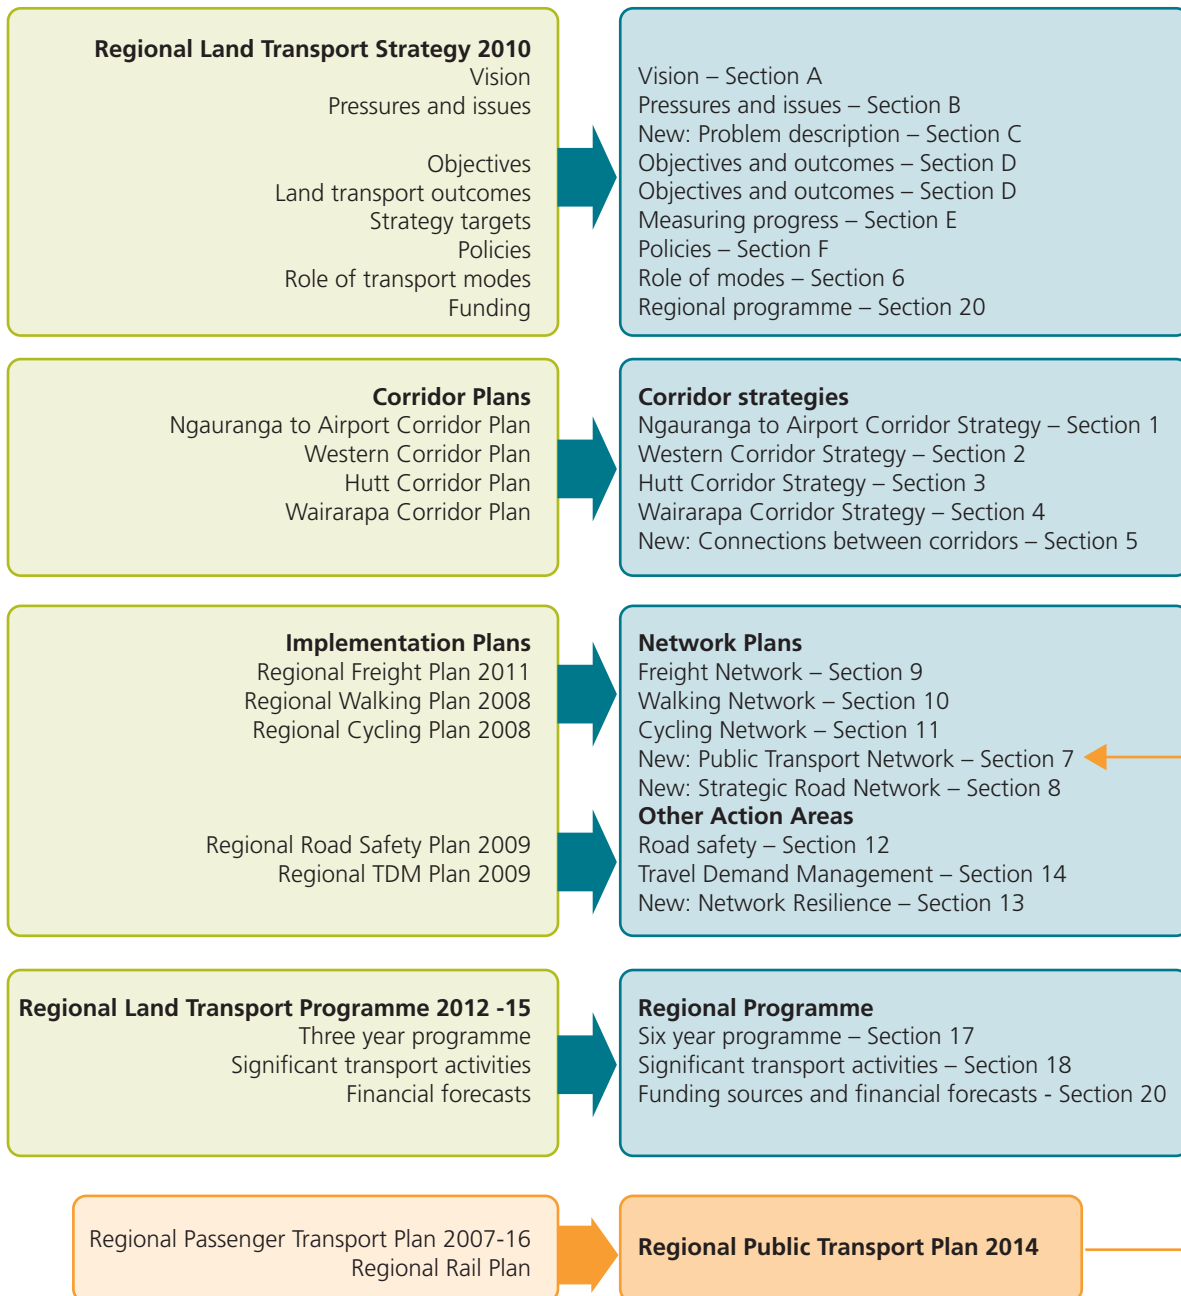 Regional Land Transport Strategy 2010
Vision
Pressures and issues
Objectives
Land transport outcomes
Strategy targets
Policies
Role of transport modes
Funding
Vision – Section A
Pressures and issues – Section B
New: Problem description – Section C
Objectives and outcomes – Section D
Objectives and outcomes – Section D
Measuring progress – Section E
Policies – Section F
Role of modes – Section 6
Regional programme – Section 20
Corridor Plans
Ngauranga to Airport Corridor Plan
Western Corridor Plan
Hutt Corridor Plan
Wairarapa Corridor Plan
Corridor strategies
Ngauranga to Airport Corridor Strategy – Section 1
Western Corridor Strategy – Section 2
Hutt Corridor Strategy – Section 3
Wairarapa Corridor Strategy – Section 4
New: Connections between corridors – Section 5
Implementation Plans
Regional Freight Plan 2011
Regional Walking Plan 2008
Regional Cycling Plan 2008
Regional Road Safety Plan 2009
Regional TDM Plan 2009
Network Plans
Freight Network – Section 9
Walking Network – Section 10
Cycling Network – Section 11
New: Public Transport Network – Section 7
New: Strategic Road Network – Section 8
Other Action Areas
Road safety – Section 12
Travel Demand Management – Section 14
New: Network Resilience – Section 13
Regional Land Transport Programme 2012 -15
Three year programme
Significant transport activities
Financial forecasts
Regional Programme
Six year programme – Section 17
Significant transport activities – Section 18
Funding sources and financial forecasts - Section 20
Regional Passenger Transport Plan 2007-16
Regional Rail Plan
Regional Public Transport Plan 2014